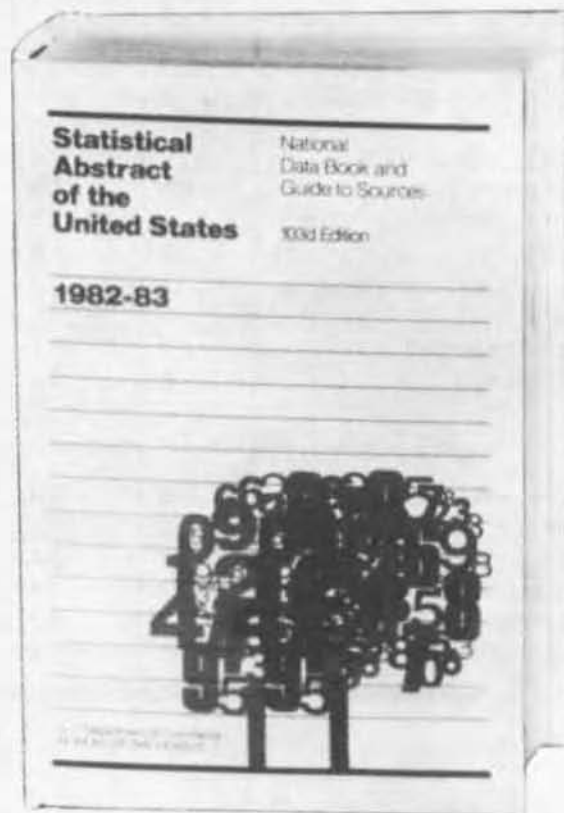 Statistical
Abstract
of the
United States
National
Data Book and
Guide to Sources
103d Edition
1982-83